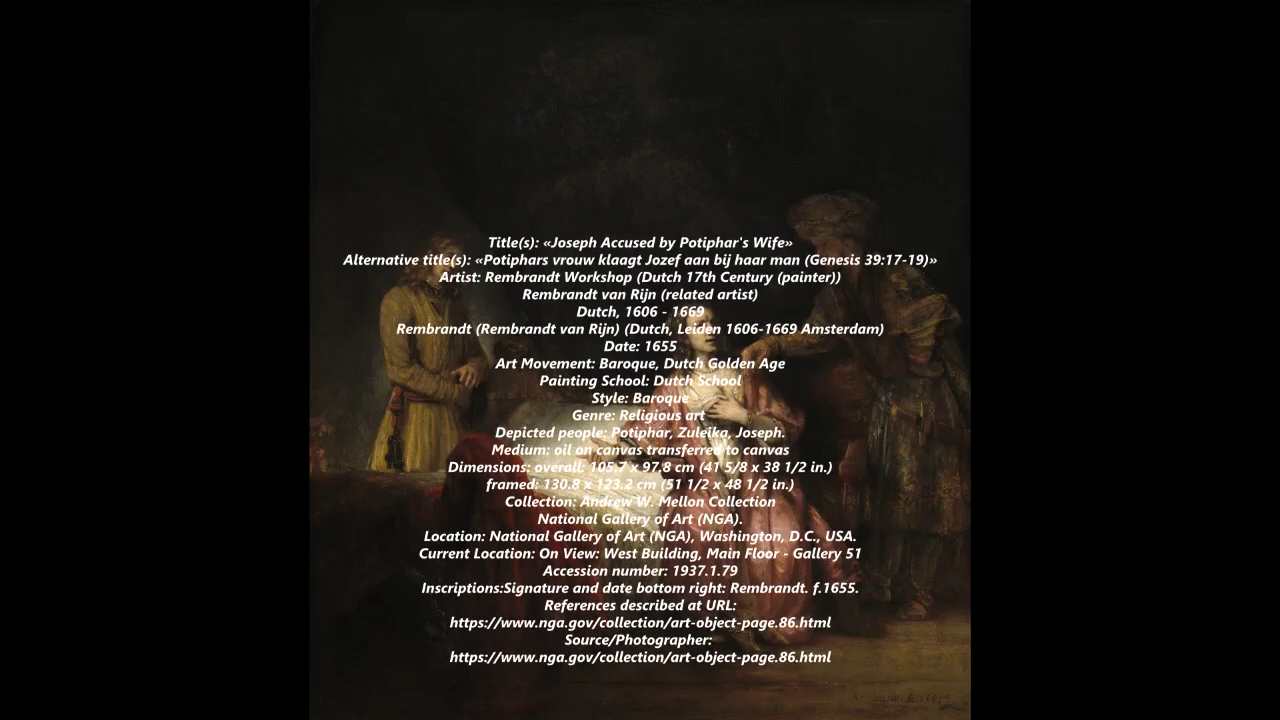 Title(s): «Joseph Accused by Potiphar's Wife»
Alternative title(s): «Potiphars vrouw klaagt Jozef aan bij haar man (Genesis 39:17-19)»
Artist: Rembrandt Workshop (Dutch 17th Century (painter))
Rembrandt van Rijn (related artist)
Dutch, 1606 - 1669
Rembrandt (Rembrandt van Rijn) (Dutch, Leiden 1606-1669 Amsterdam)
Date: 1655
Art Movement: Baroque, Dutch Golden Age
Painting School: Dutch School
Style: Baroque
Genre: Religious art
Depicted people: Potiphar, Zuleika, Joseph.
Medium: oil on canvas transferred to canvas
Dimensions: overall: 105.7 x 97.8 cm (41 5/8 x 38 1/2 in.)
framed: 130.8 x 123.2 cm (51 1/2 x 48 1/2 in.)
Collection: Andrew W. Mellon Collection
National Gallery of Art (NGA).
Location: National Gallery of Art (NGA), Washington, D.C., USA.
Current Location: On View: West Building, Main Floor - Gallery 51
Accession number: 1937.1.79
Inscriptions:Signature and date bottom right: Rembrandt. f.1655.
References described at URL:
https://www.nga.gov/collection/art-object-page.86.html
Source/Photographer:
https://www.nga.gov/collection/art-object-page.86.html